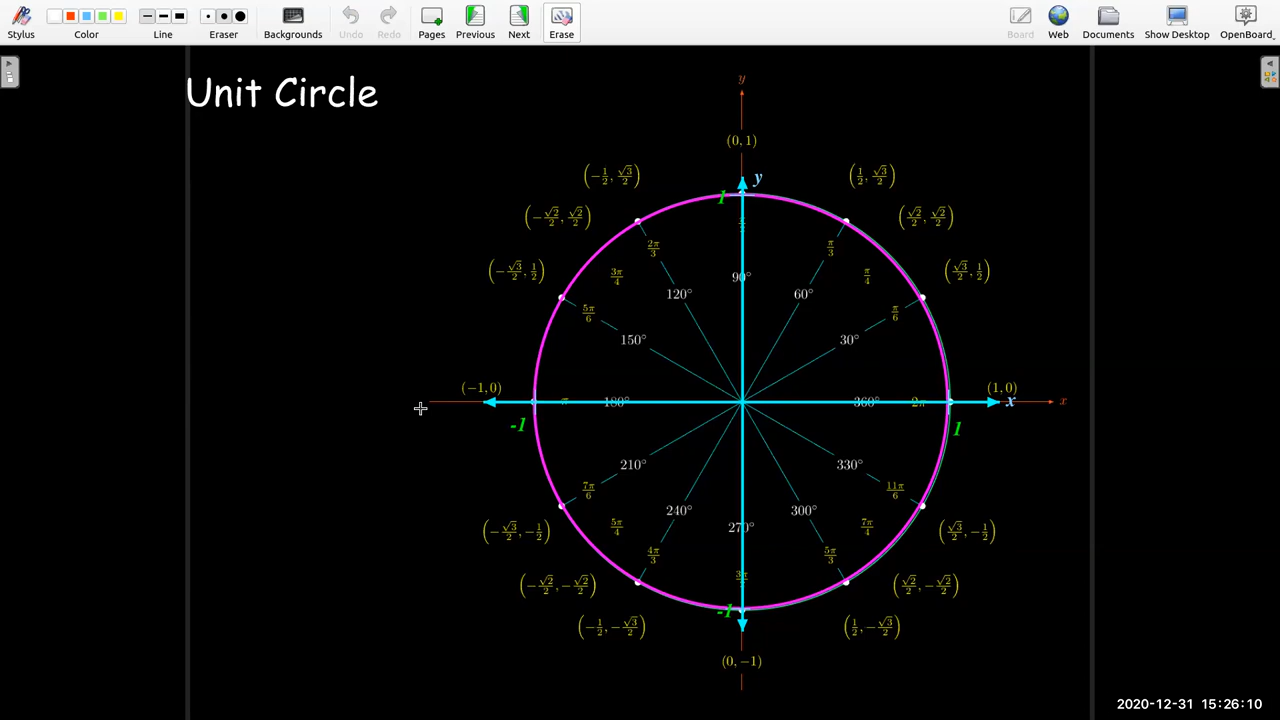 Stylus Color Line Eraser Backgrounds Undo Redo Pages Previous Next Erase Board Web Documents Show Desktop OpenBoard
Unit Circle
y
(0, 1)
(-1/2, √3/2)
(1/2, √3/2)
y
1
(-√2/2, √2/2)
(√2/2, √2/2)
2π/3
π/3
(-√3/2, 1/2)
3π/4
90°
π/4
(√3/2, 1/2)
120°
60°
5π/6
π/6
150°
30°
(-1, 0)
(1, 0)
π
180°
360°
2π
x
x
-1
1
210°
330°
7π/6
11π/6
240°
300°
(-√3/2, -1/2)
5π/4
270°
7π/4
(√3/2, -1/2)
4π/3
5π/3
(-√2/2, -√2/2)
(√2/2, -√2/2)
-1
(-1/2, -√3/2)
(1/2, -√3/2)
(0, -1)
2020-12-31 15:26:10